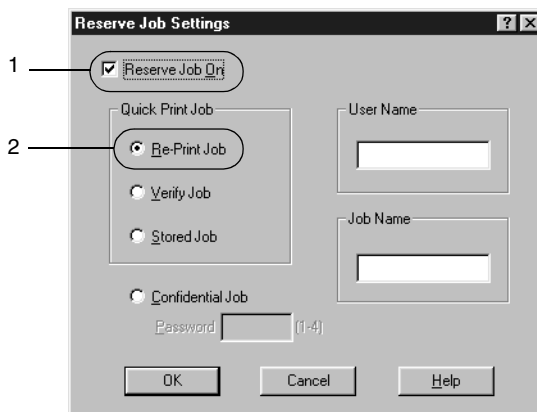 Reserve Job Settings
1
Reserve Job On
Quick Print Job
User Name
2
Re-Print Job
Verify Job
Job Name
Stored Job
Confidential Job
Password (1-4)
OK Cancel Help